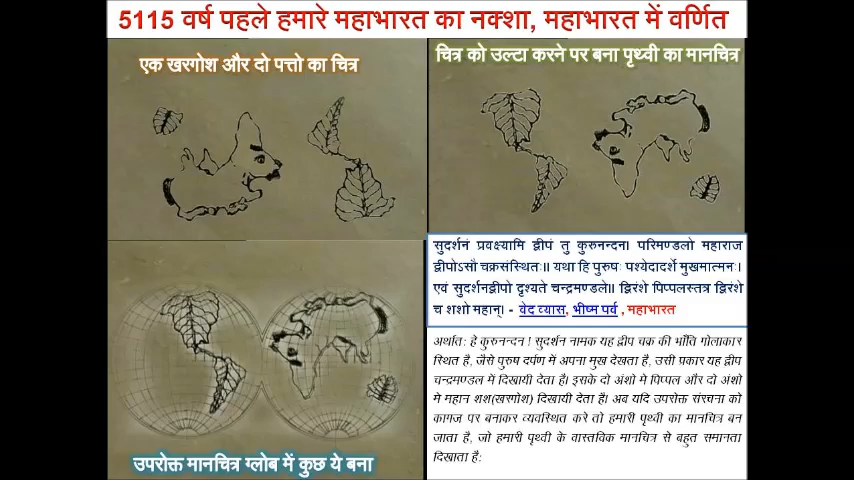 5115 वर्ष पहले हमारे महाभारत का नक्शा, महाभारत में वर्णित
एक खरगोश और दो पत्तो का चित्र
चित्र को उल्टा करने पर बना पृथ्वी का मानचित्र
सुदर्शनं प्रवक्ष्यामि द्वीपं तु कुरुनन्दन। परिमण्डलो महाराज
द्वीपोऽसौ चक्रसंस्थितः॥ यथा हि पुरुषः पश्येदादर्शे मुखमात्मनः।
एवं सुदर्शनद्वीपो दृश्यते चन्द्रमण्डले॥ द्विरंशे पिप्पलस्तत्र द्विरंशे
च शशो महान्। - वेद व्यास, भीष्म पर्व , महाभारत
अर्थात: हे कुरुनन्दन ! सुदर्शन नामक यह द्वीप चक्र की भाँति गोलाकार
स्थित है, जैसे पुरुष दर्पण में अपना मुख देखता है, उसी प्रकार यह द्वीप
चन्द्रमण्डल में दिखायी देता है। इसके दो अंशो मे पिप्पल और दो अंशो
मे महान शश(खरगोश) दिखायी देता है। अब यदि उपरोक्त संरचना को
कागज पर बनाकर व्यवस्थित करे तो हमारी पृथ्वी का मानचित्र बन
जाता है, जो हमारी पृथ्वी के वास्तविक मानचित्र से बहुत समानता
दिखाता है:
उपरोक्त मानचित्र ग्लोब में कुछ ये बना